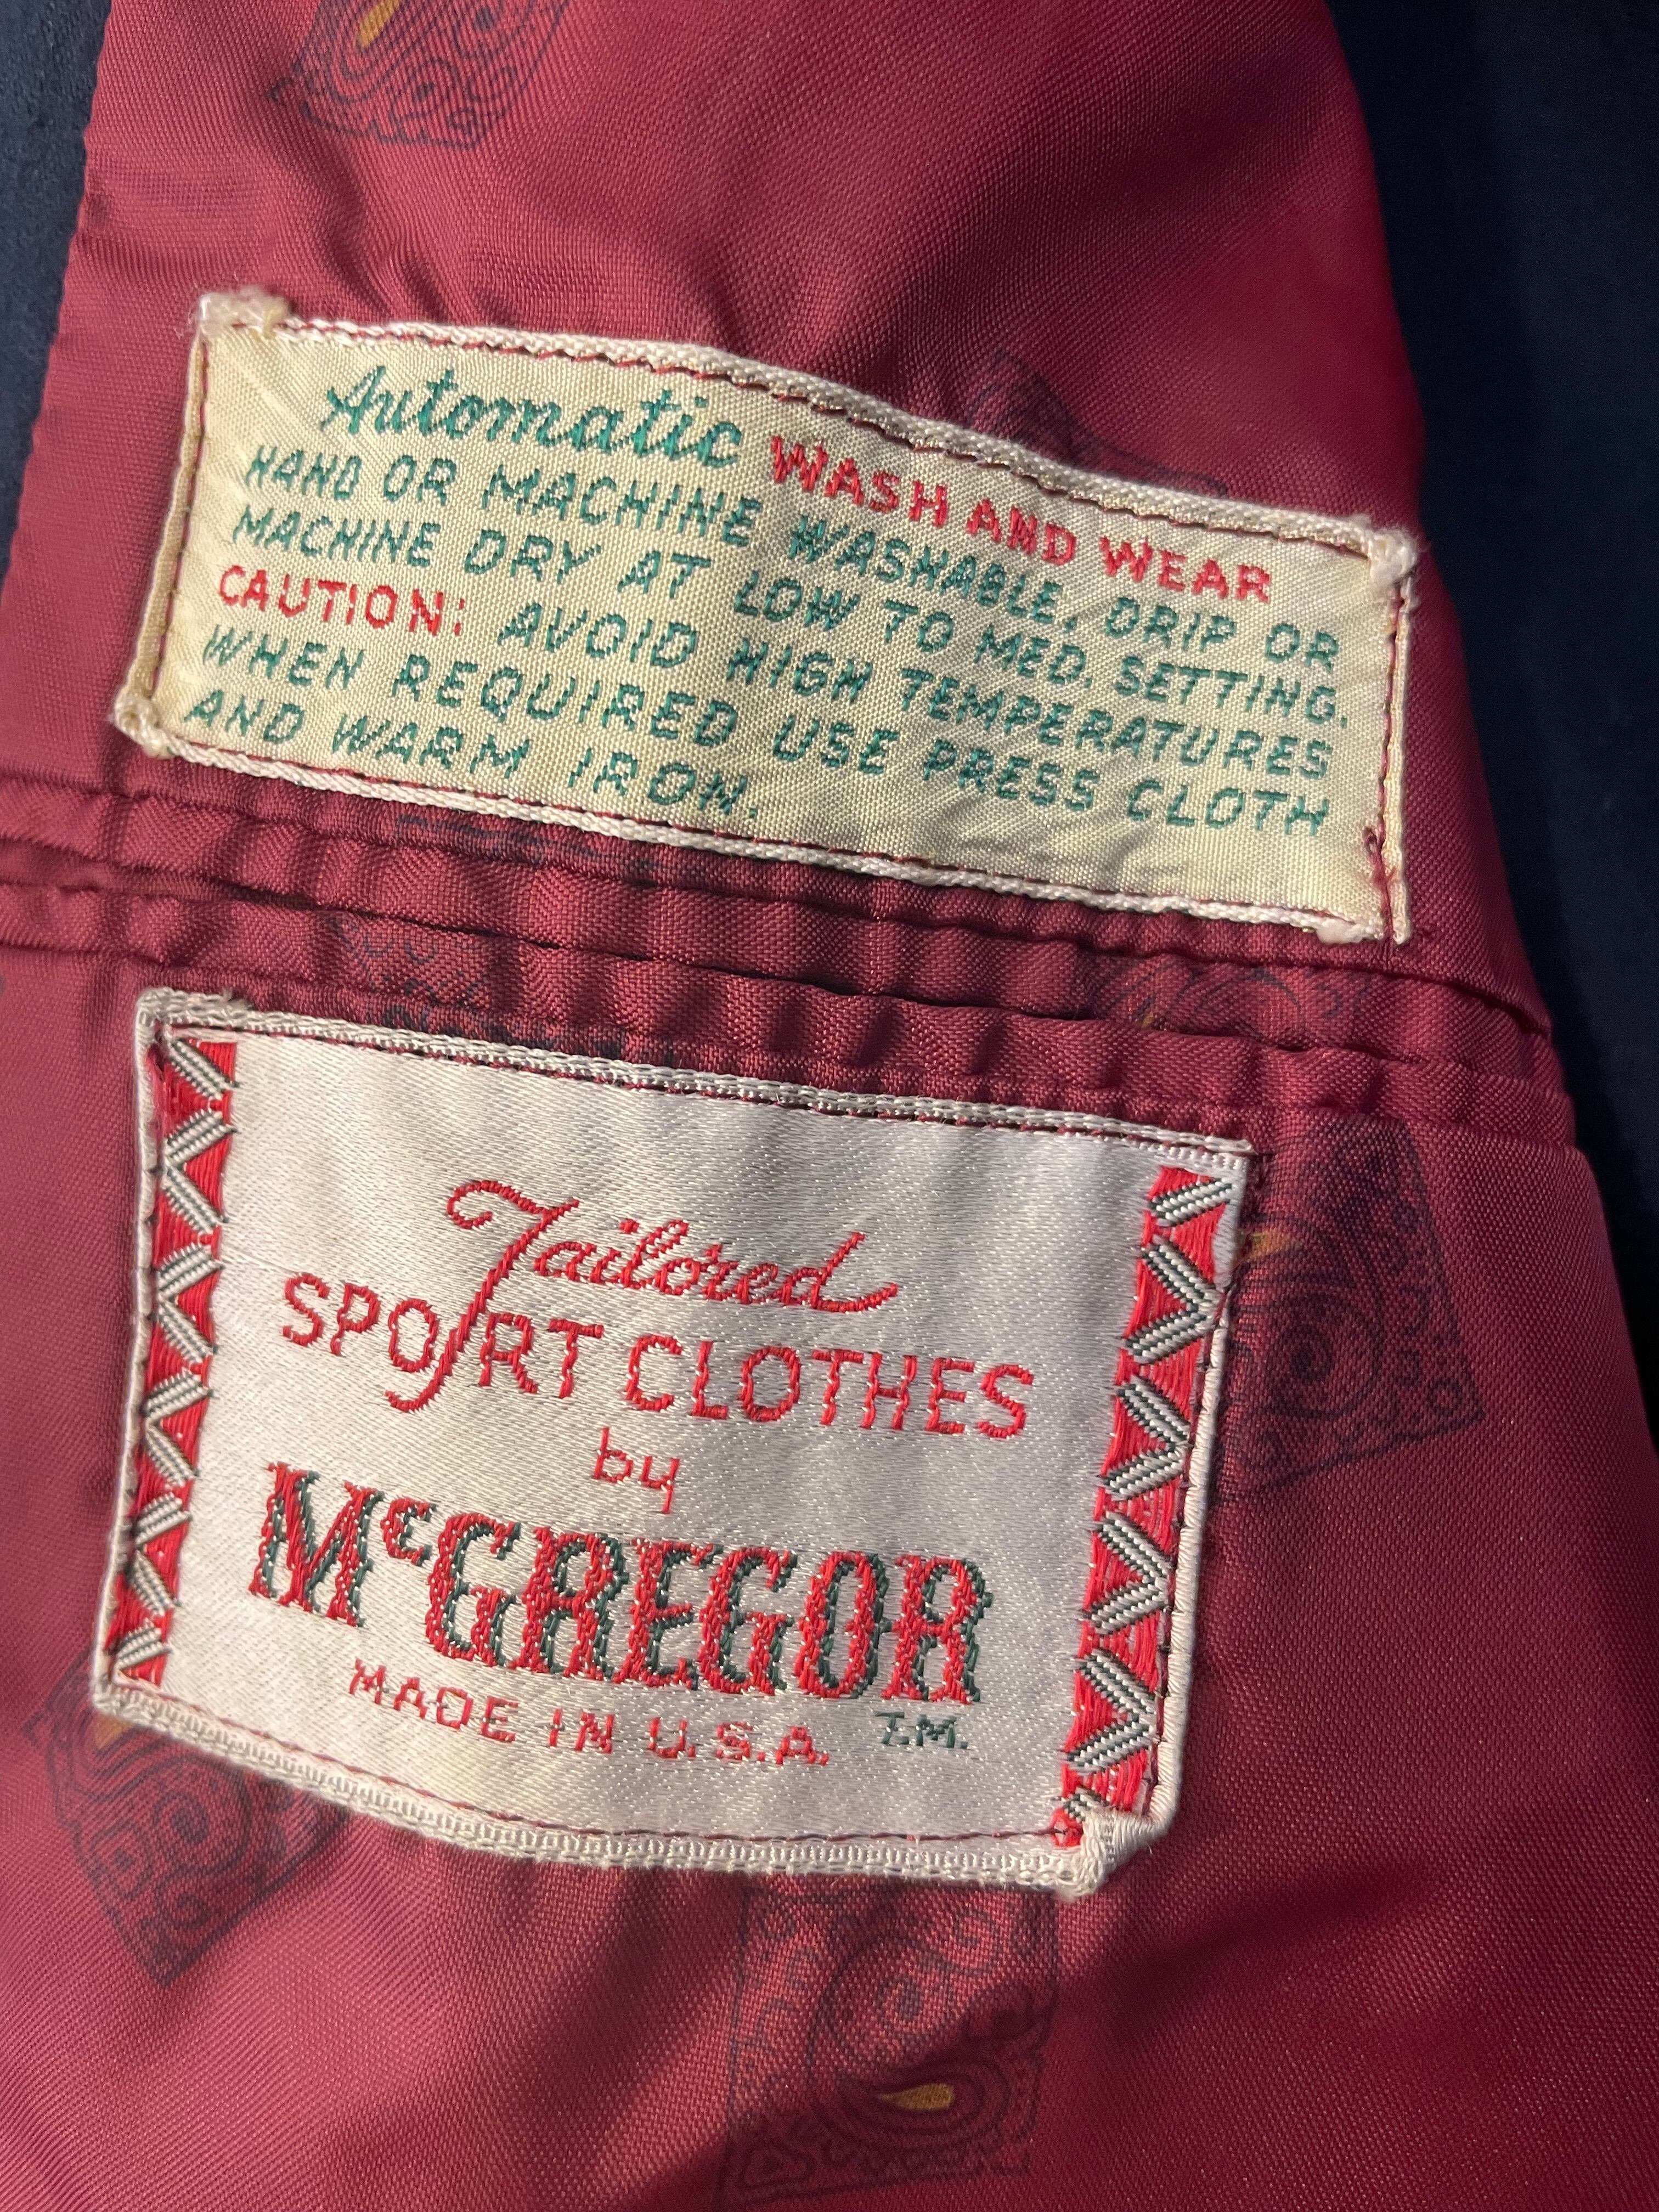 Automatic WASH AND WEAR
HAND OR MACHINE WASHABLE, DRIP OR
MACHINE DRY AT LOW TO MED. SETTING.
CAUTION: AVOID HIGH TEMPERATURES
WHEN REQUIRED USE PRESS CLOTH
AND WARM IRON.
Tailored
SPORT CLOTHES
by
McGREGOR
MADE IN U.S.A. T.M.